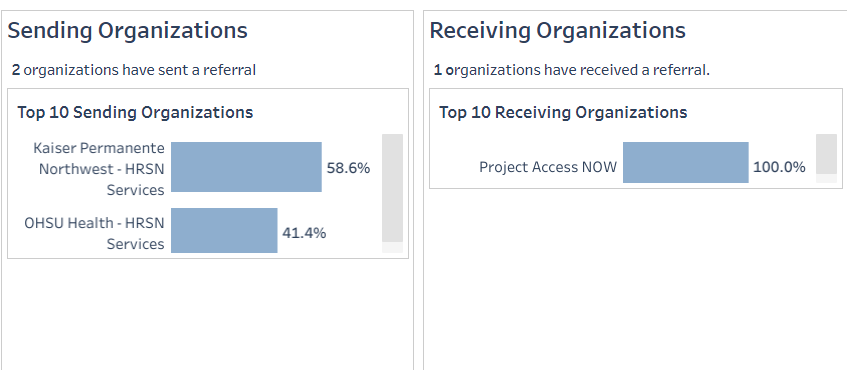 Sending Organizations
2 organizations have sent a referral
Top 10 Sending Organizations
Kaiser Permanente
Northwest - HRSN
Services
58.6%
OHSU Health - HRSN
Services
41.4%
Receiving Organizations
1 organizations have received a referral.
Top 10 Receiving Organizations
Project Access NOW
100.0%